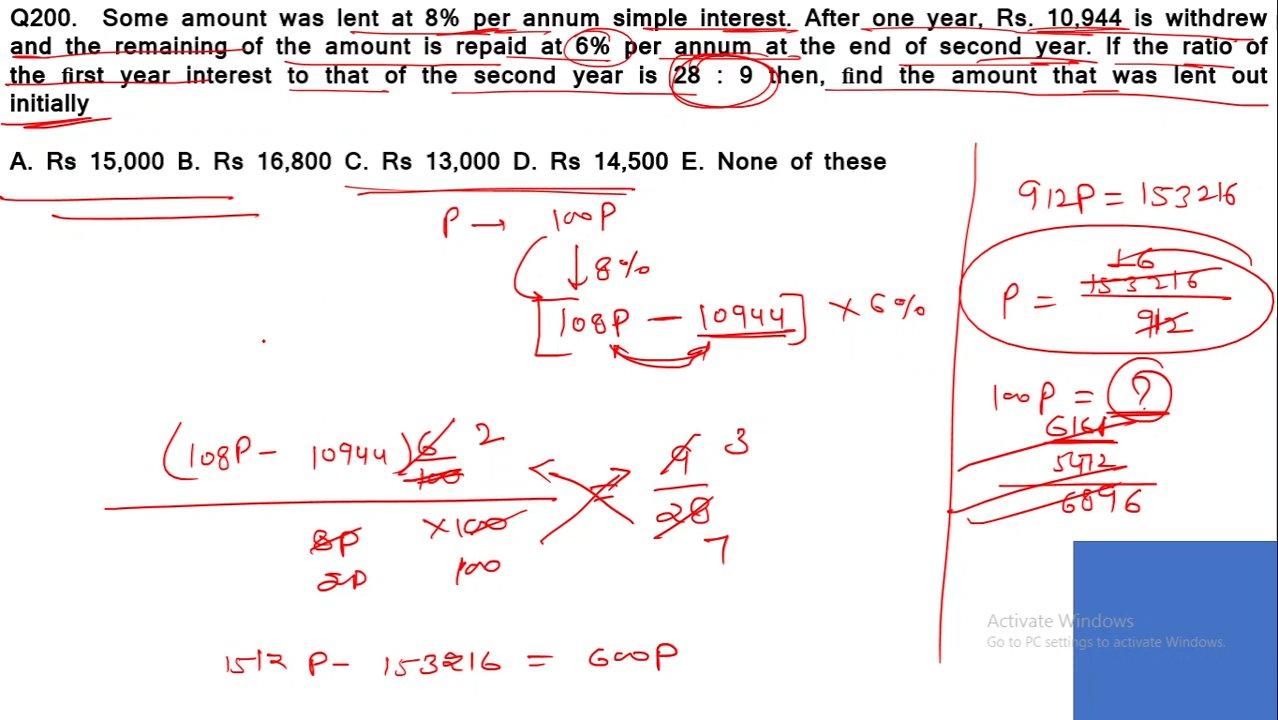 Q200. Some amount was lent at 8% per annum simple interest. After one year, Rs. 10,944 is withdrew
and the remaining of the amount is repaid at 6% per annum at the end of second year. If the ratio of
the first year interest to that of the second year is 28 : 9 then, find the amount that was lent out
initially
A. Rs 15,000 B. Rs 16,800 C. Rs 13,000 D. Rs 14,500 E. None of these
P → 100P
↓ 8%
[108P − 10944] × 6%
(108P − 10944) 6 2
100
8P × 100
2P 100
9 3
28
7
1512 P − 153216 = 600P
912P = 153216
16
P = 153216
912
100P = ?
5472
6896
Activate Windows
Go to PC settings to activate Windows.